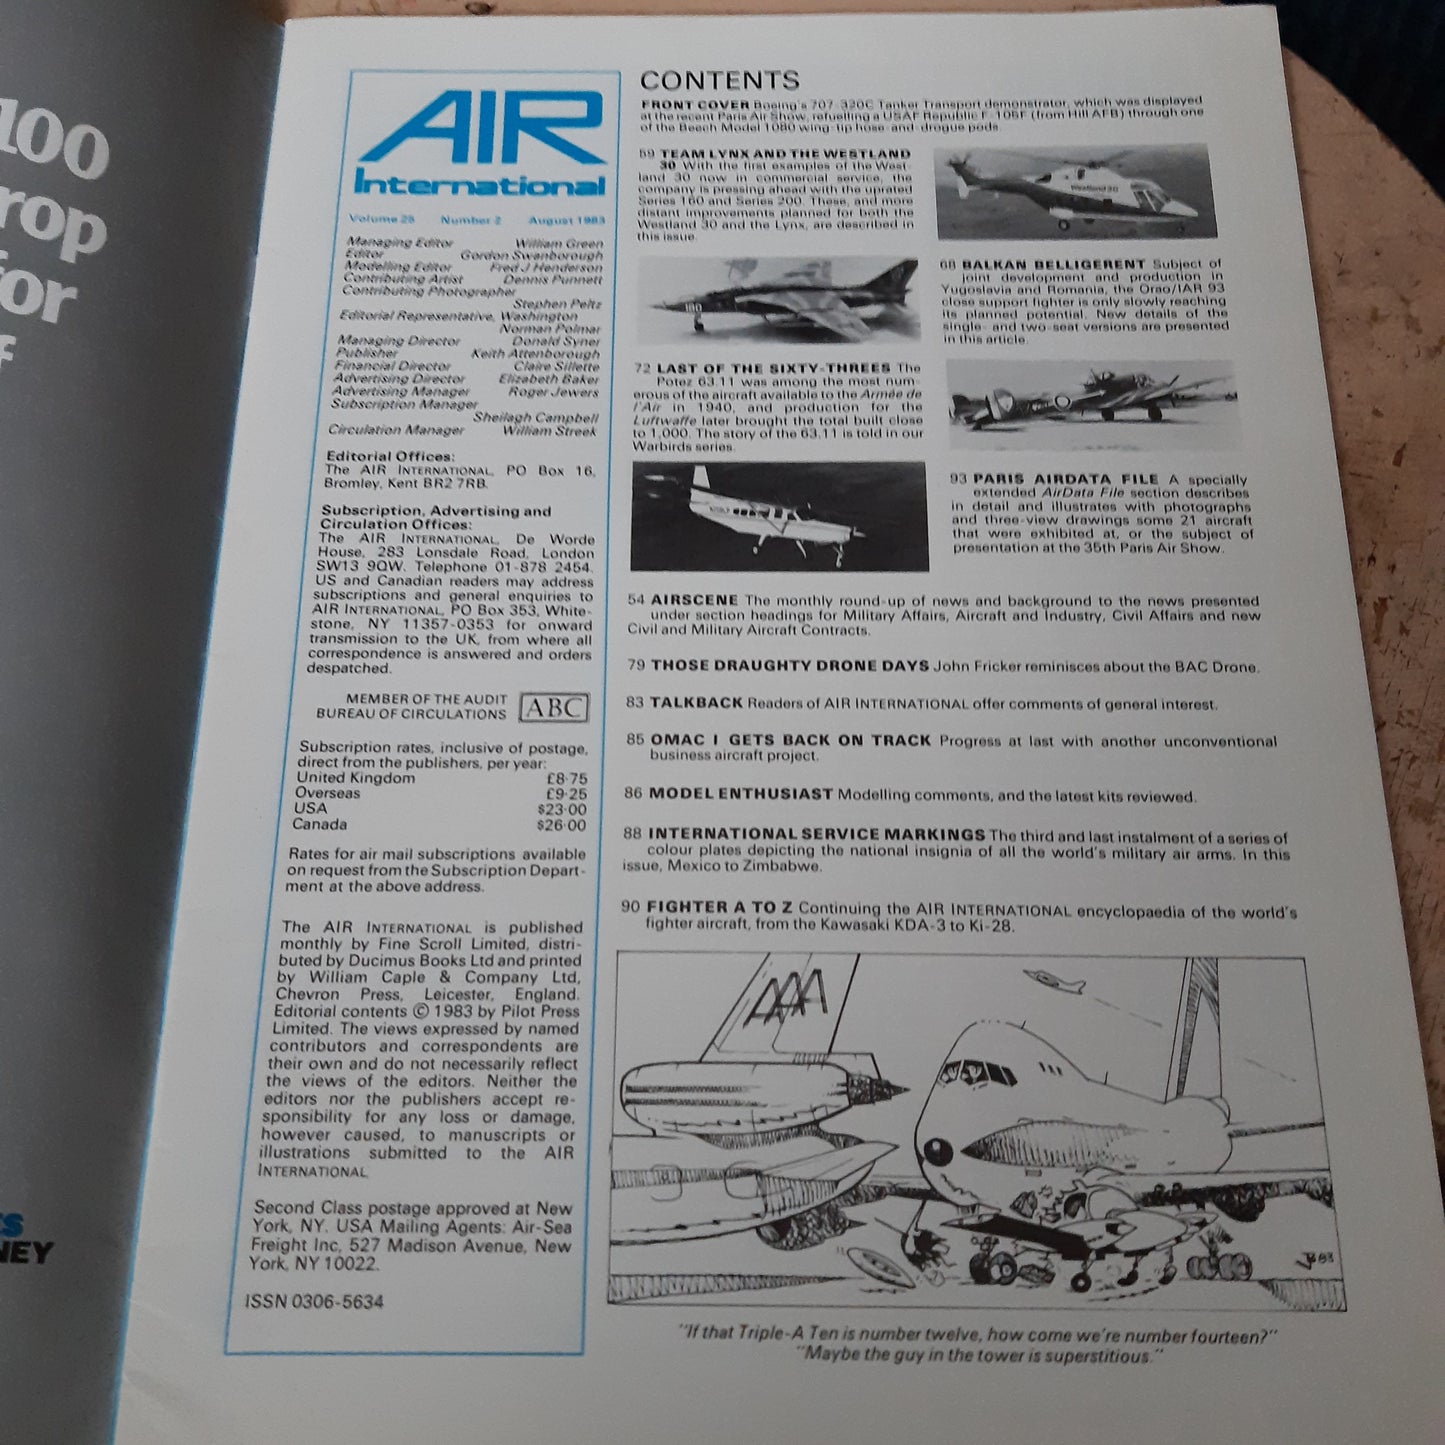 100
rop
for
f
TS
NEY
AIR
International
Volume 25 Number 2 August 1983
Managing Editor William Green
Editor Gordon Swanborough
Modelling Editor Fred J Henderson
Contributing Artist Dennis Punnett
Contributing Photographer
Stephen Peltz
Editorial Representative, Washington
Norman Polmar
Managing Director Donald Syner
Publisher Keith Attenborough
Financial Director Claire Sillette
Advertising Director Elizabeth Baker
Advertising Manager Roger Jewers
Subscription Manager
Sheilagh Campbell
Circulation Manager William Streek
Editorial Offices:
The AIR INTERNATIONAL, PO Box 16,
Bromley, Kent BR2 7RB.
Subscription, Advertising and
Circulation Offices:
The AIR INTERNATIONAL, De Worde
House, 283 Lonsdale Road, London
SW13 9QW. Telephone 01-878 2454.
US and Canadian readers may address
subscriptions and general enquiries to
AIR INTERNATIONAL, PO Box 353, White-
stone, NY 11357-0353 for onward
transmission to the UK, from where all
correspondence is answered and orders
despatched.
MEMBER OF THE AUDIT
BUREAU OF CIRCULATIONS
ABC
Subscription rates, inclusive of postage,
direct from the publishers, per year:
United Kingdom £8·75
Overseas £9·25
USA $23·00
Canada $26·00
Rates for air mail subscriptions available
on request from the Subscription Depart-
ment at the above address.
The AIR INTERNATIONAL is published
monthly by Fine Scroll Limited, distri-
buted by Ducimus Books Ltd and printed
by William Caple & Company Ltd,
Chevron Press, Leicester, England.
Editorial contents © 1983 by Pilot Press
Limited. The views expressed by named
contributors and correspondents are
their own and do not necessarily reflect
the views of the editors. Neither the
editors nor the publishers accept re-
sponsibility for any loss or damage,
however caused, to manuscripts or
illustrations submitted to the AIR
INTERNATIONAL.
Second Class postage approved at New
York, NY. USA Mailing Agents: Air-Sea
Freight Inc, 527 Madison Avenue, New
York, NY 10022.
ISSN 0306-5634
CONTENTS
FRONT COVER Boeing's 707-320C Tanker Transport demonstrator, which was displayed
at the recent Paris Air Show, refuelling a USAF Republic F-105F (from Hill AFB) through one
of the Beech Model 1080 wing-tip hose-and-drogue pods.
59 TEAM LYNX AND THE WESTLAND
30 With the first examples of the West-
land 30 now in commercial service, the
company is pressing ahead with the uprated
Series 160 and Series 200. These, and more
distant improvements planned for both the
Westland 30 and the Lynx, are described in
this issue.
Westland 30
180
68 BALKAN BELLIGERENT Subject of
joint development and production in
Yugoslavia and Romania, the Orao/IAR 93
close support fighter is only slowly reaching
its planned potential. New details of the
single- and two-seat versions are presented
in this article.
72 LAST OF THE SIXTY-THREES The
Potez 63.11 was among the most num-
erous of the aircraft available to the Armée de
l'Air in 1940, and production for the
Luftwaffe later brought the total built close
to 1,000. The story of the 63.11 is told in our
Warbirds series.
93 PARIS AIRDATA FILE A specially
extended AirData File section describes
in detail and illustrates with photographs
and three-view drawings some 21 aircraft
that were exhibited at, or the subject of
presentation at the 35th Paris Air Show.
54 AIRSCENE The monthly round-up of news and background to the news presented
under section headings for Military Affairs, Aircraft and Industry, Civil Affairs and new
Civil and Military Aircraft Contracts.
79 THOSE DRAUGHTY DRONE DAYS John Fricker reminisces about the BAC Drone.
83 TALKBACK Readers of AIR INTERNATIONAL offer comments of general interest.
85 OMAC I GETS BACK ON TRACK Progress at last with another unconventional
business aircraft project.
86 MODEL ENTHUSIAST Modelling comments, and the latest kits reviewed.
88 INTERNATIONAL SERVICE MARKINGS The third and last instalment of a series of
colour plates depicting the national insignia of all the world's military air arms. In this
issue, Mexico to Zimbabwe.
90 FIGHTER A TO Z Continuing the AIR INTERNATIONAL encyclopaedia of the world's
fighter aircraft, from the Kawasaki KDA-3 to Ki-28.
AAA
83
"If that Triple-A Ten is number twelve, how come we're number fourteen?"
"Maybe the guy in the tower is superstitious."